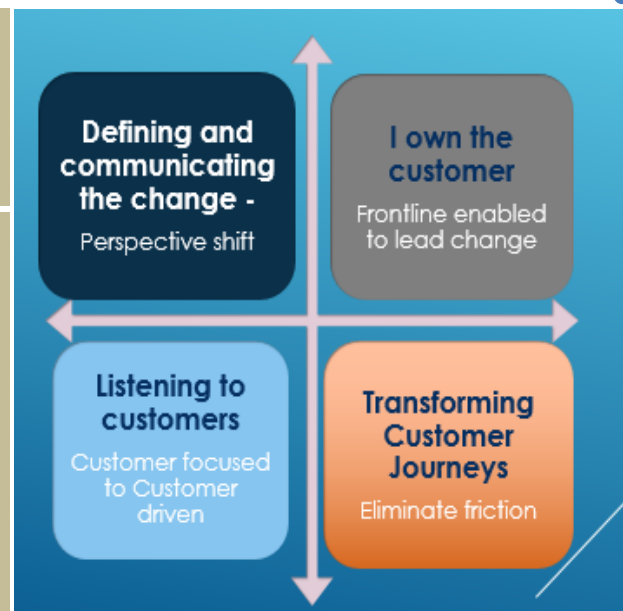 Defining and
communicating
the change -
Perspective shift
I own the
customer
Frontline enabled
to lead change
Listening to
customers
Customer focused
to Customer
driven
Transforming
Customer
Journeys
Eliminate friction